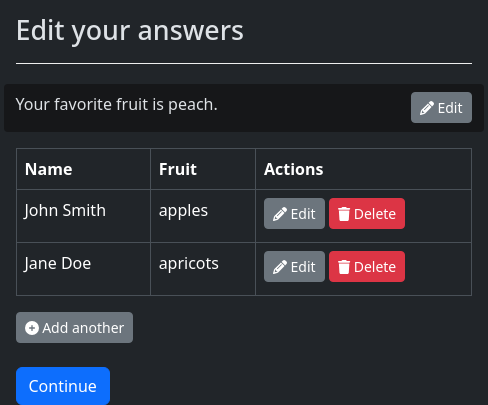 Edit your answers
Your favorite fruit is peach. Edit
Name Fruit Actions
John Smith apples Edit Delete
Jane Doe apricots Edit Delete
Add another
Continue